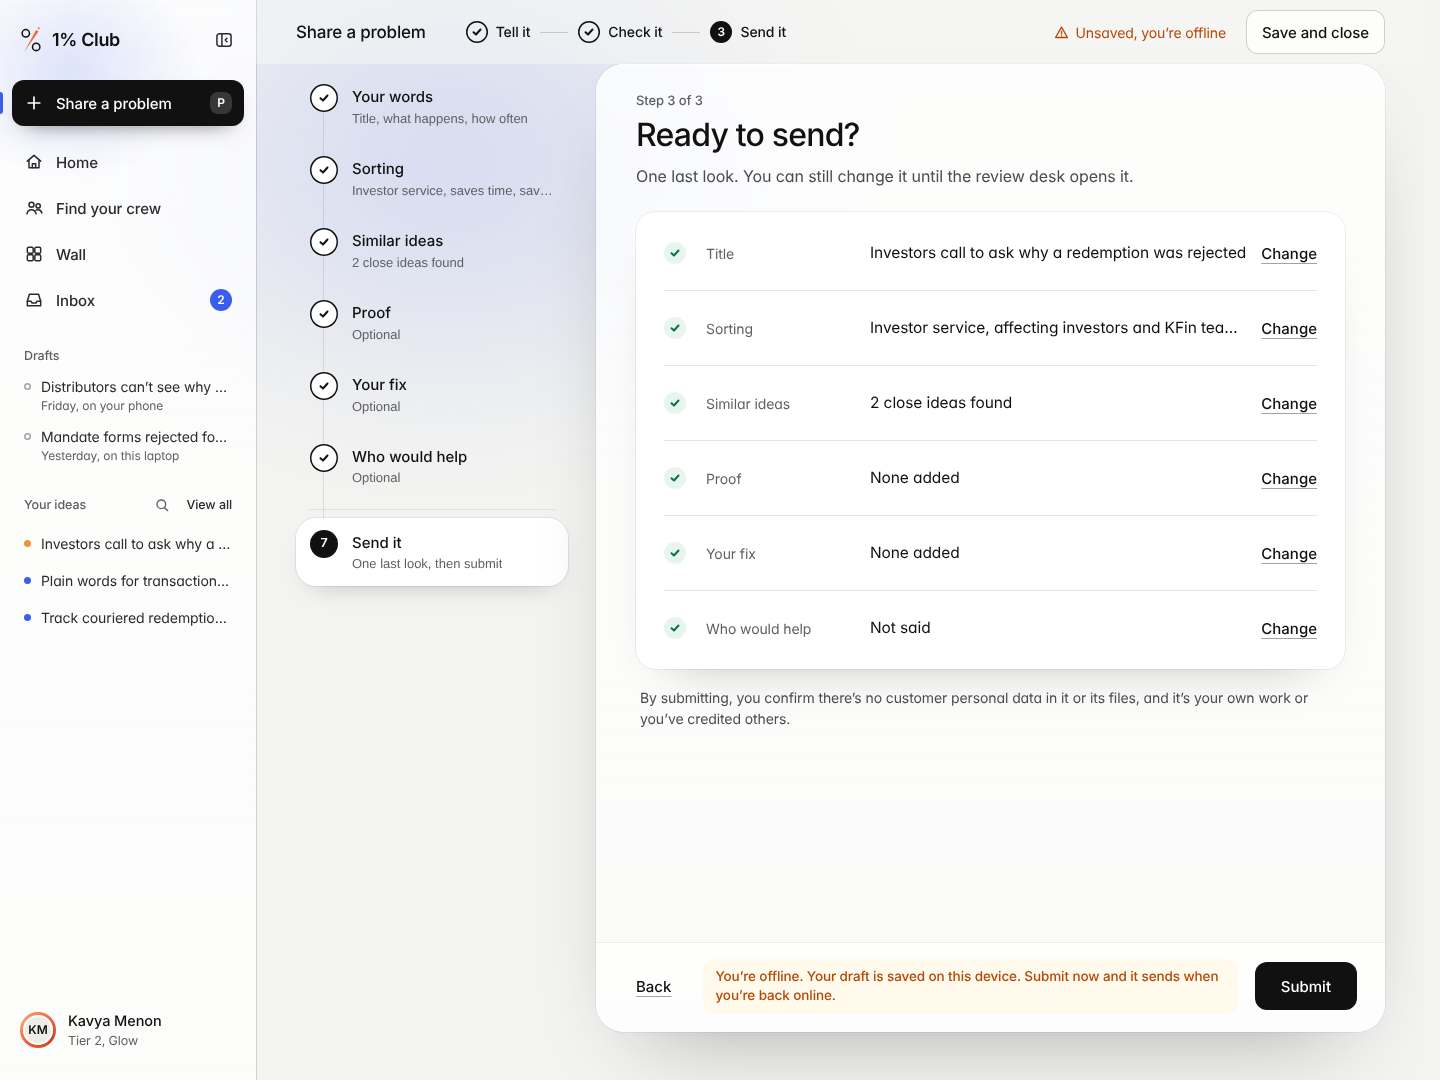 1% Club
Share a problem P
Home
Find your crew
Wall
Inbox 2
Drafts
Distributors can’t see why ...
Friday, on your phone
Mandate forms rejected fo...
Yesterday, on this laptop
Your ideas View all
Investors call to ask why a ...
Plain words for transaction...
Track couriered redemptio...
KM
Kavya Menon
Tier 2, Glow
Share a problem Tell it Check it 3 Send it
Unsaved, you’re offline
Save and close
Your words
Title, what happens, how often
Sorting
Investor service, saves time, sav...
Similar ideas
2 close ideas found
Proof
Optional
Your fix
Optional
Who would help
Optional
7 Send it
One last look, then submit
Step 3 of 3
Ready to send?
One last look. You can still change it until the review desk opens it.
Title Investors call to ask why a redemption was rejected Change
Sorting Investor service, affecting investors and KFin tea... Change
Similar ideas 2 close ideas found Change
Proof None added Change
Your fix None added Change
Who would help Not said Change
By submitting, you confirm there’s no customer personal data in it or its files, and it’s your own work or
you’ve credited others.
Back
You’re offline. Your draft is saved on this device. Submit now and it sends when
you’re back online.
Submit